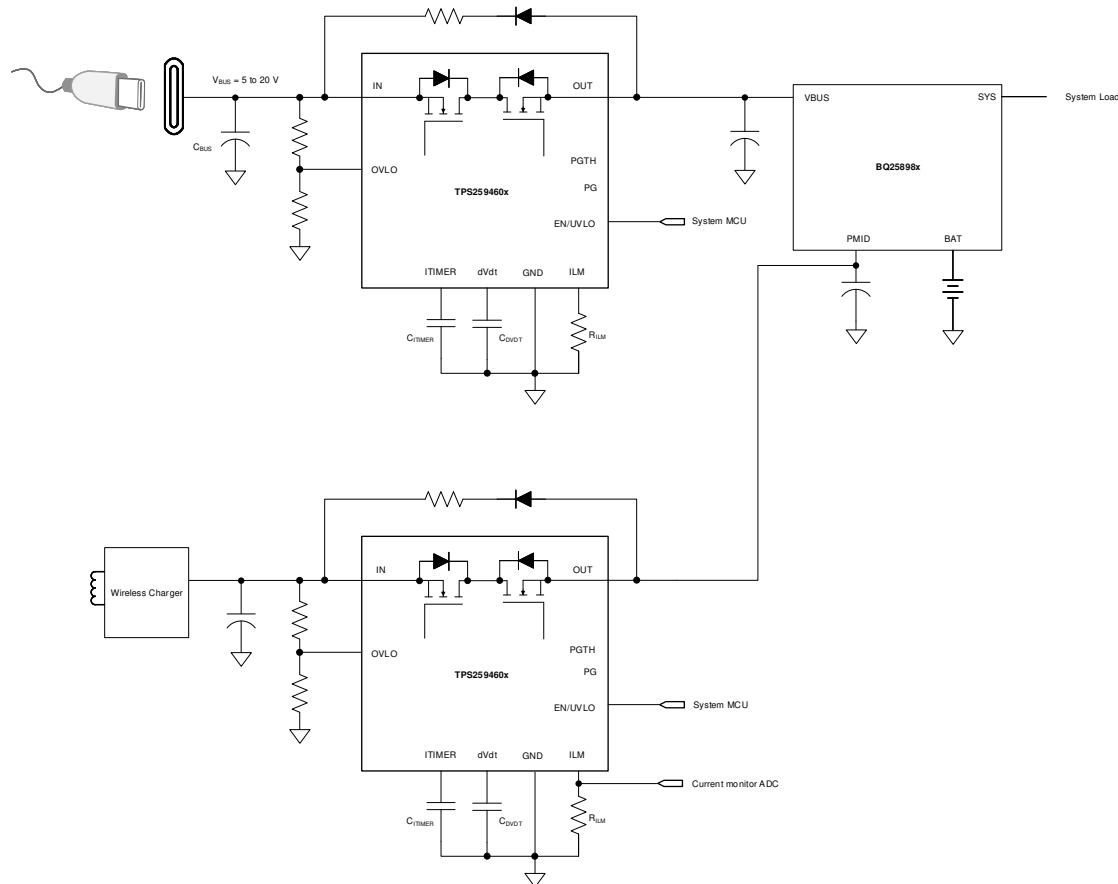 V_BUS = 5 to 20 V
C_BUS
IN
OUT
OVLO
PGTH
PG
TPS259460x
EN/UVLO
System MCU
ITIMER
dVdt
GND
ILM
C_ITIMER
C_DVDT
R_ILM
VBUS
SYS
System Load
BQ25898x
PMID
BAT
Wireless Charger
IN
OUT
OVLO
PGTH
PG
TPS259460x
EN/UVLO
System MCU
ITIMER
dVdt
GND
ILM
Current monitor ADC
C_ITIMER
C_DVDT
R_ILM